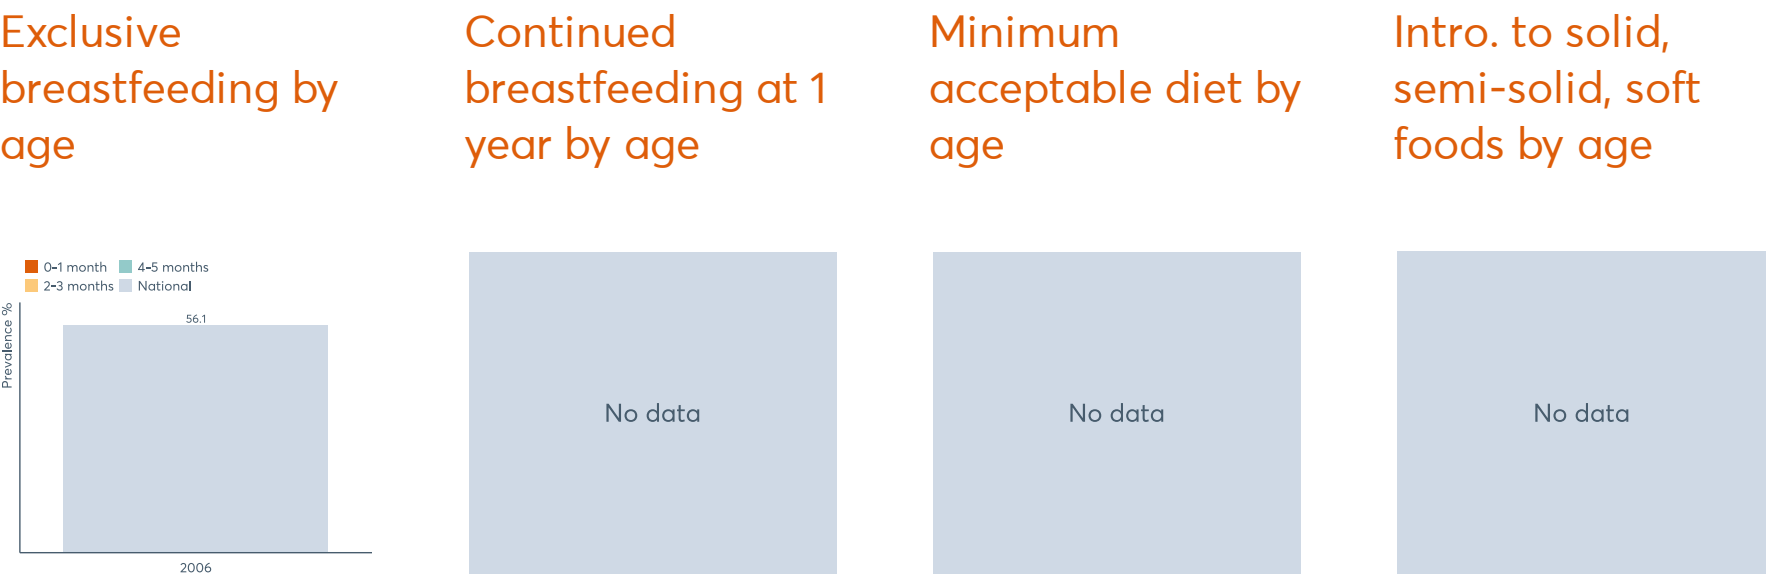 Exclusive
breastfeeding by
age
Continued
breastfeeding at 1
year by age
Minimum
acceptable diet by
age
Intro. to solid,
semi-solid, soft
foods by age
0-1 month
4-5 months
2-3 months
National
Prevalence %
56.1
2006
No data
No data
No data